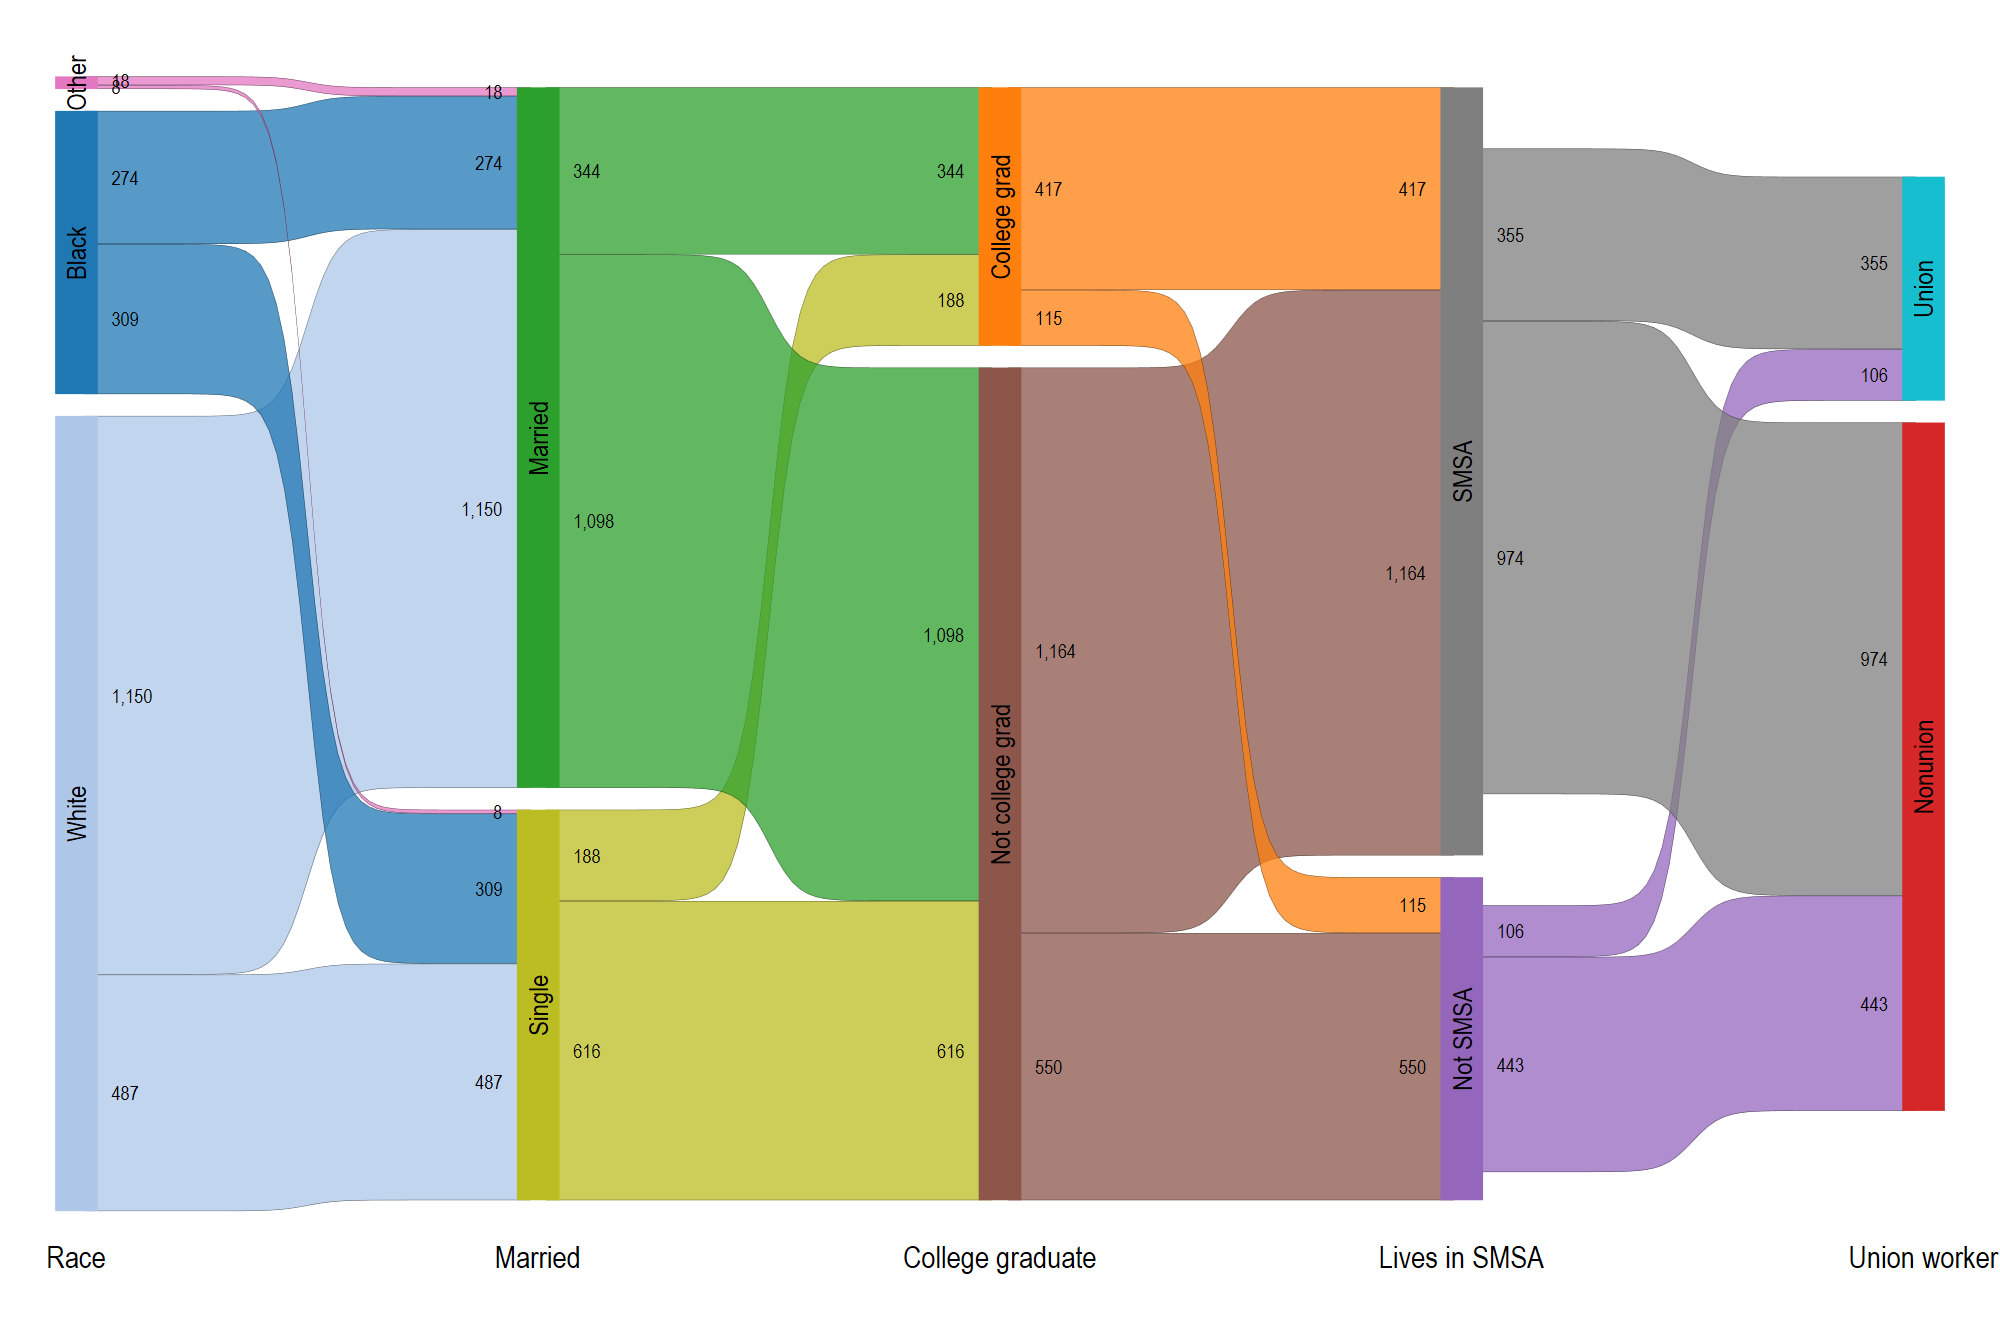 Other
18
8
Black
274
309
White
1,150
487
18
274
1,150
Married
344
1,098
8
309
487
Single
188
616
344
188
College grad
417
115
1,098
616
Not college grad
1,164
550
417
1,164
SMSA
355
974
115
550
Not SMSA
106
443
355
106
Union
974
443
Nonunion
Race
Married
College graduate
Lives in SMSA
Union worker